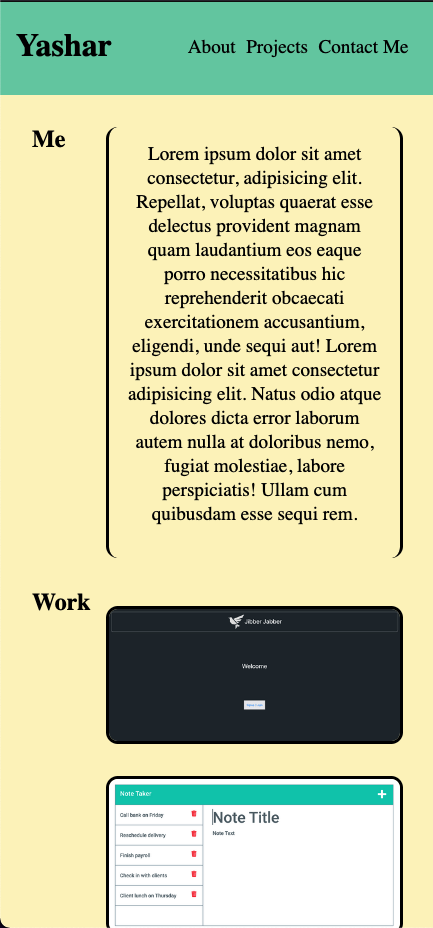 Yashar
About Projects Contact Me
Me
Lorem ipsum dolor sit amet
consectetur, adipisicing elit.
Repellat, voluptas quaerat esse
delectus provident magnam
quam laudantium eos eaque
porro necessitatibus hic
reprehenderit obcaecati
exercitationem accusantium,
eligendi, unde sequi aut! Lorem
ipsum dolor sit amet consectetur
adipisicing elit. Natus odio atque
dolores dicta error laborum
autem nulla at doloribus nemo,
fugiat molestiae, labore
perspiciatis! Ullam cum
quibusdam esse sequi rem.
Work
Jibber Jabber
Welcome
Note Taker
Call bank on Friday
Reschedule delivery
Finish payroll
Check in with clients
Client lunch on Thursday
Note Title
Note Text